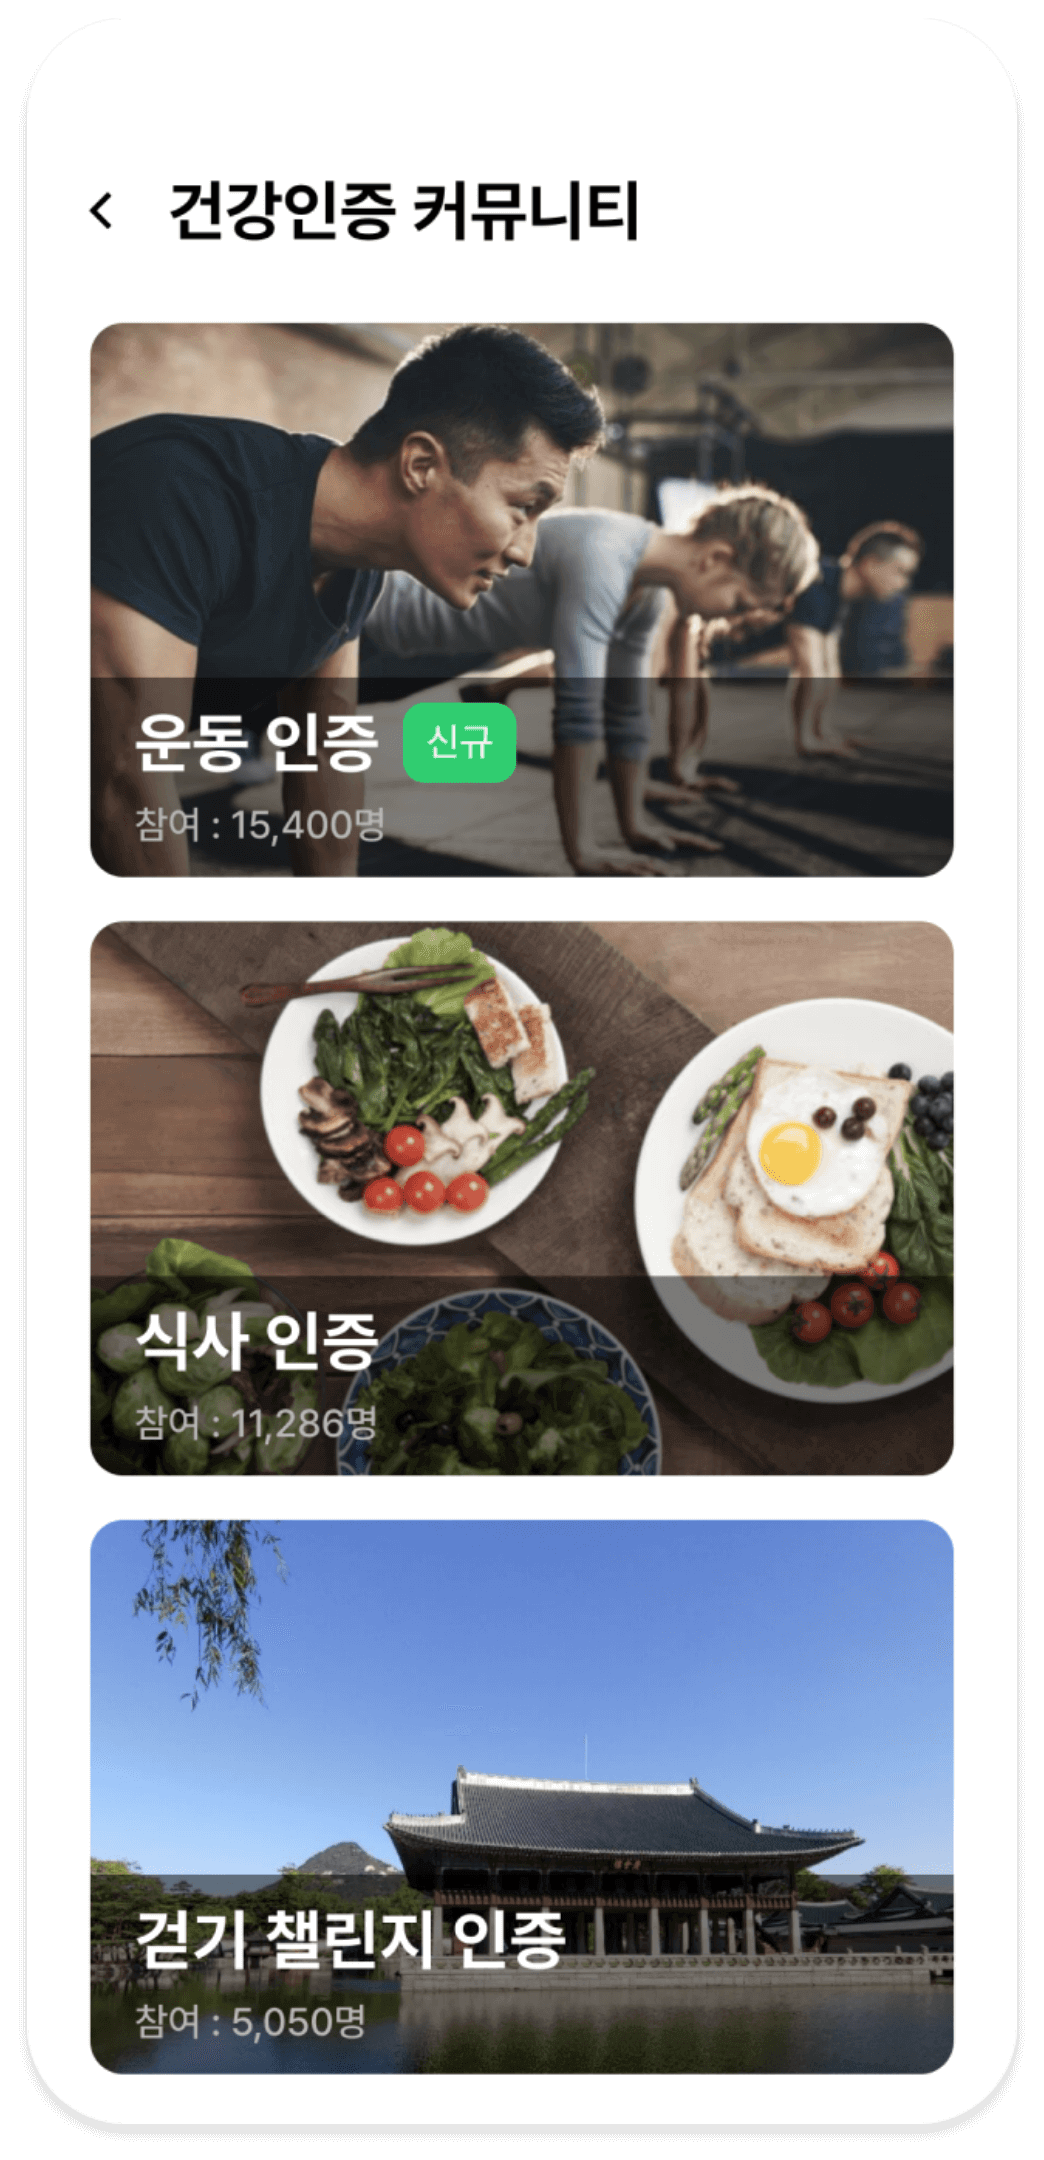 건강인증 커뮤니티
운동 인증 신규
참여 : 15,400명
식사 인증
참여 : 11,286명
걷기 챌린지 인증
참여 : 5,050명